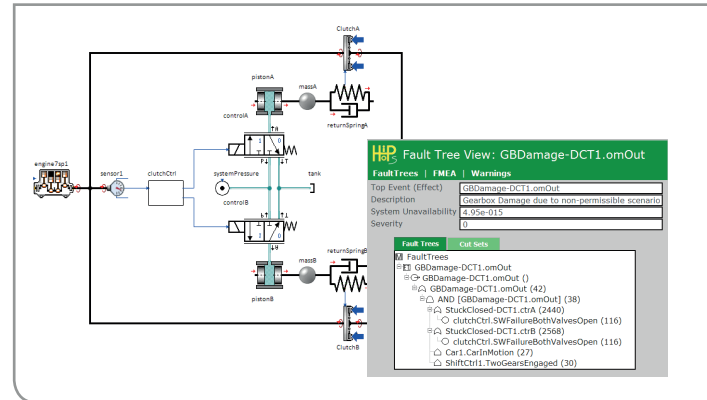 ClutchA
pistonA
massA
controlA
returnSpringA
engine7sp1
sensor1
clutchCtrl
systemPressure
tank
controlB
massB
returnSpringB
pistonB
ClutchB
1 0
A
P T
P T
A
1 0
HiP
HOPS
Fault Tree View: GBDamage-DCT1.omOut
FaultTrees | FMEA | Warnings
Top Event (Effect) GBDamage-DCT1.omOut
Description Gearbox Damage due to non-permissible scenario
System Unavailability 4.95e-015
Severity 0
Fault Trees Cut Sets
FaultTrees
GBDamage-DCT1.omOut
GBDamage-DCT1.omOut ()
GBDamage-DCT1.omOut (42)
AND [GBDamage-DCT1.omOut] (38)
StuckClosed-DCT1.ctrA (2440)
clutchCtrl.SWFailureBothValvesOpen (116)
StuckClosed-DCT1.ctrB (2568)
clutchCtrl.SWFailureBothValvesOpen (116)
Car1.CarInMotion (27)
ShiftCtrl1.TwoGearsEngaged (30)